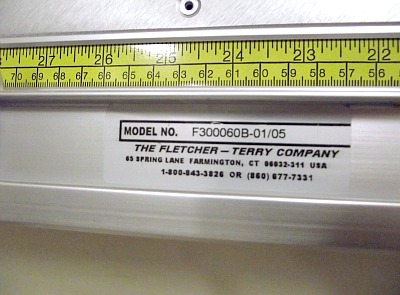 27 26 25 24 23 22
70 69 68 67 66 65 64 63 62 61 60 59 58 57 56
MODEL NO. F300060B-01/05
THE FLETCHER – TERRY COMPANY
65 SPRING LANE FARMINGTON, CT 06032-311 USA
1-800-843-3826 OR (860) 677-7331